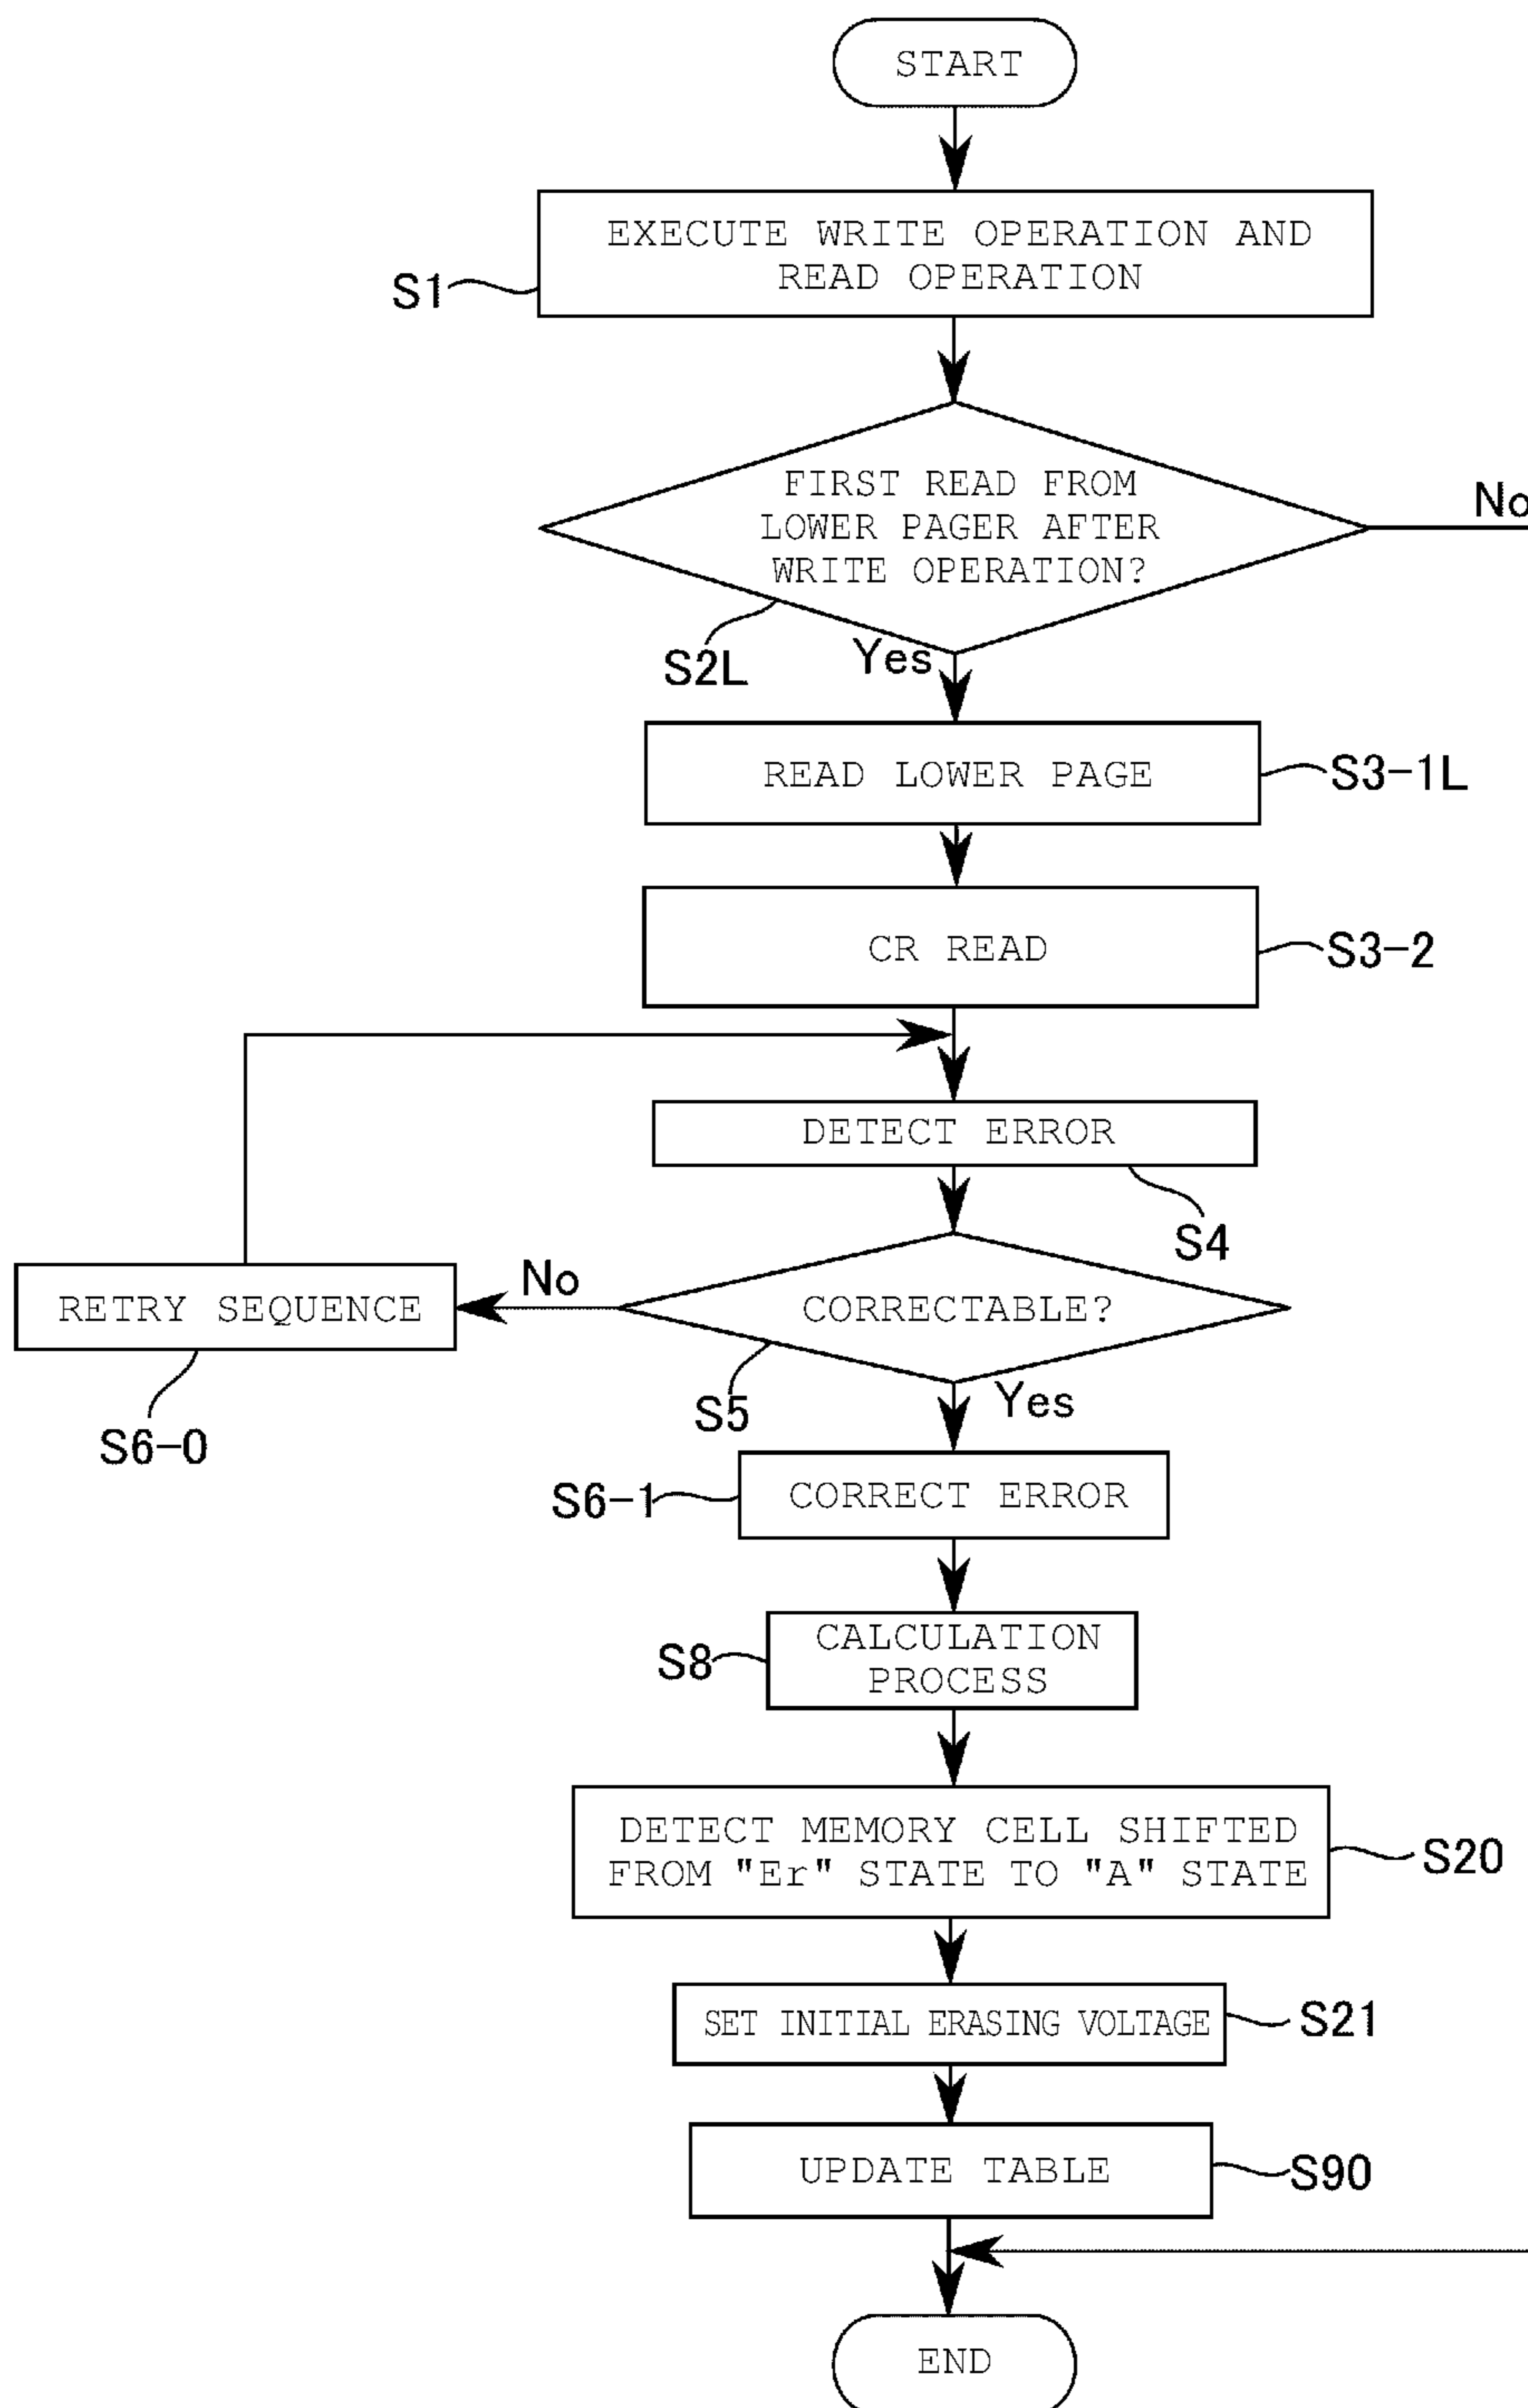 START
EXECUTE WRITE OPERATION AND
READ OPERATION
S1
FIRST READ FROM
LOWER PAGER AFTER
WRITE OPERATION?
No
S2L
Yes
READ LOWER PAGE
S3-1L
CR READ
S3-2
DETECT ERROR
S4
CORRECTABLE?
No
RETRY SEQUENCE
S5
Yes
S6-0
CORRECT ERROR
S6-1
CALCULATION
PROCESS
S8
DETECT MEMORY CELL SHIFTED
FROM "Er" STATE TO "A" STATE
S20
SET INITIAL ERASING VOLTAGE
S21
UPDATE TABLE
S90
END